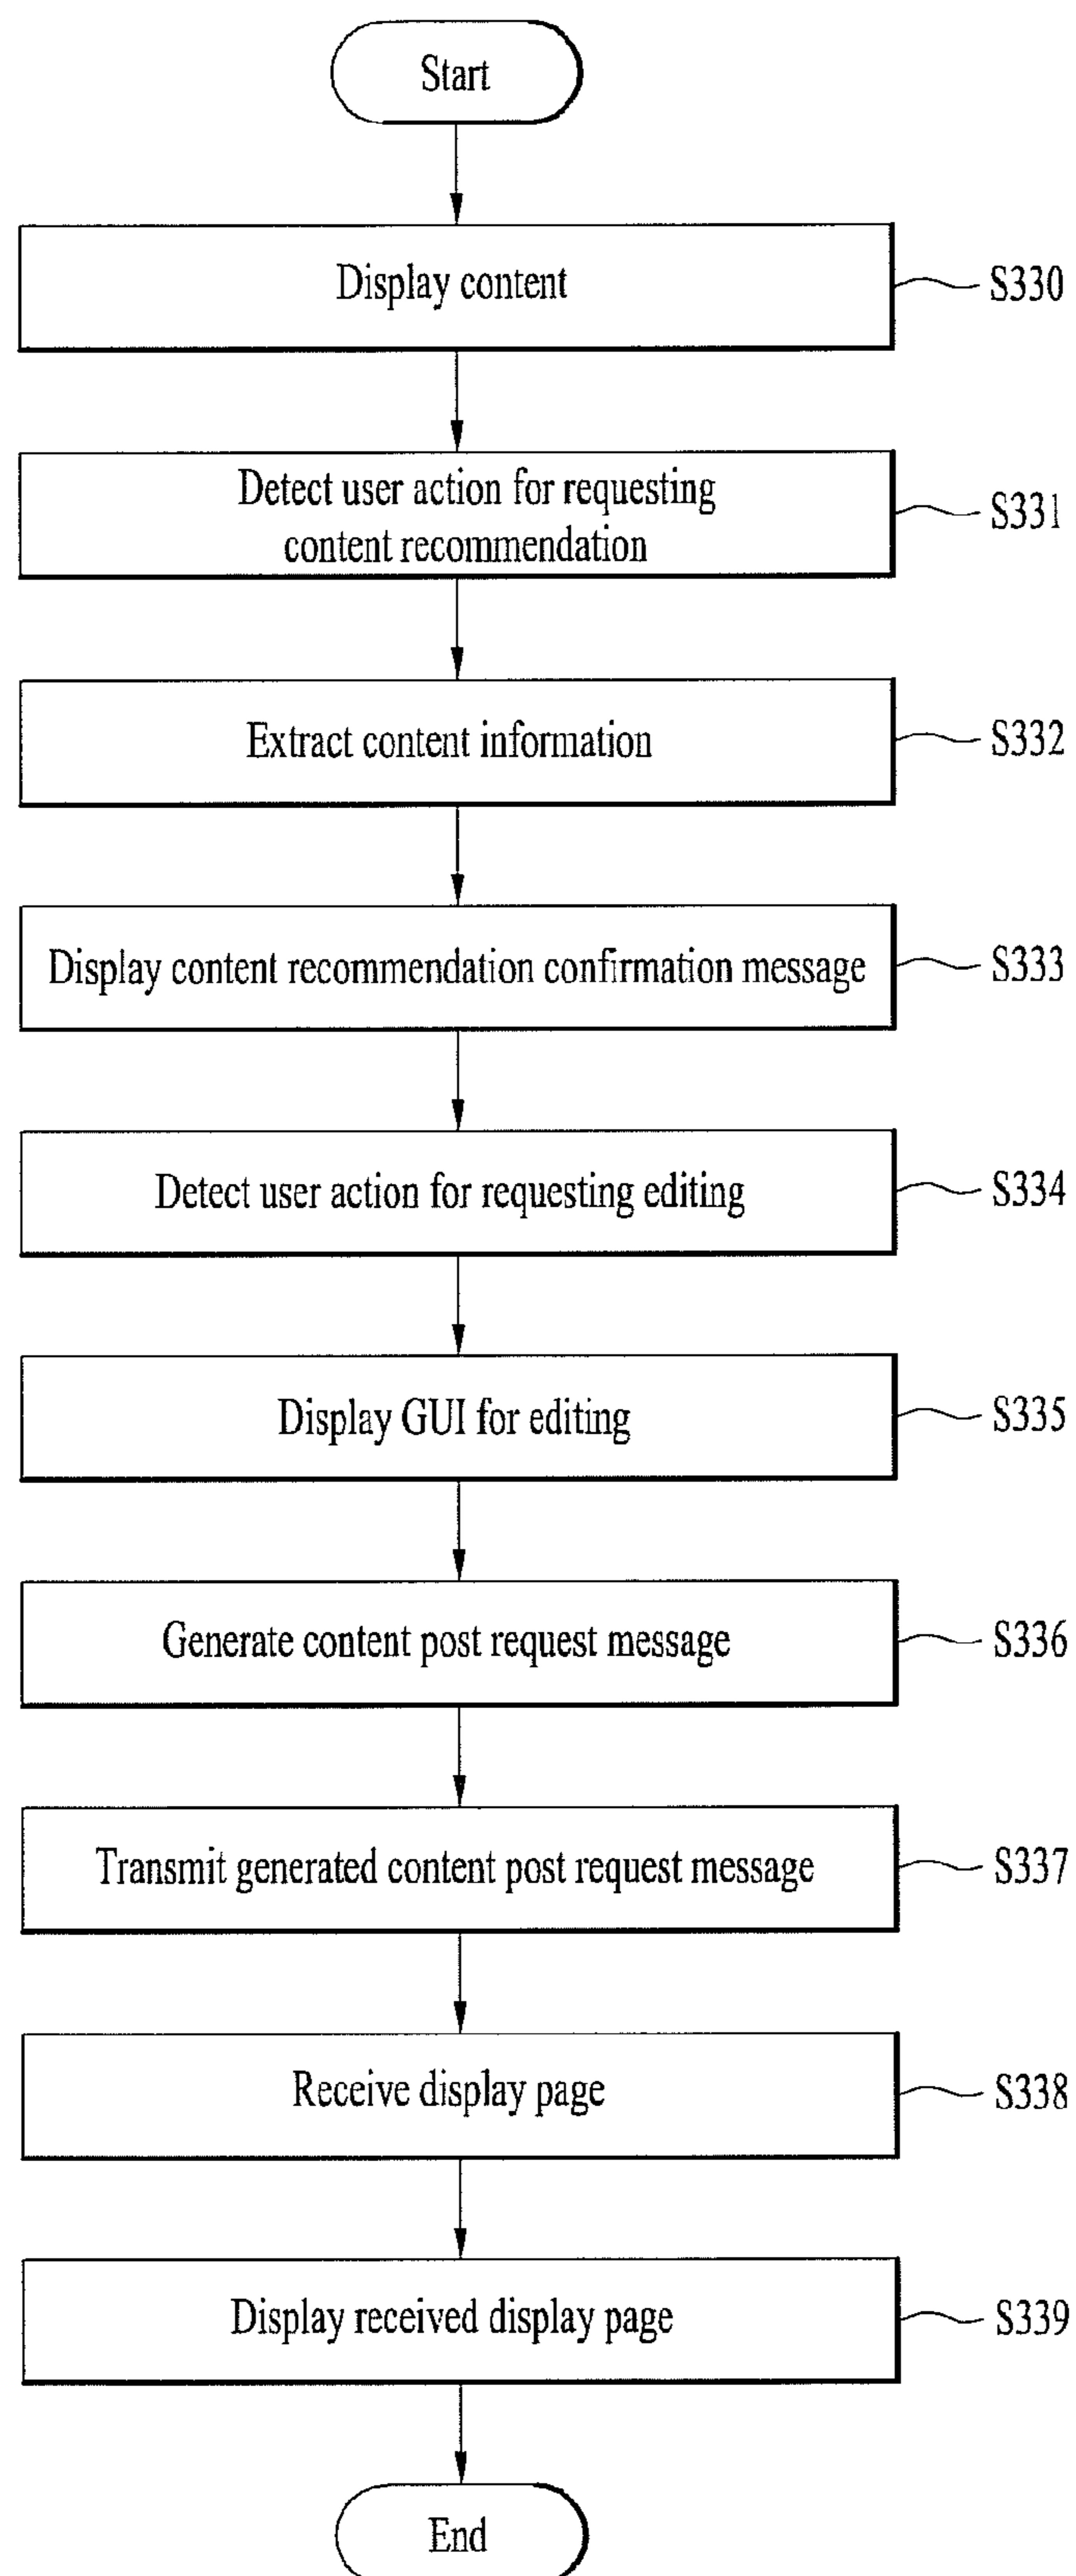 Start
Display content
S330
Detect user action for requesting
content recommendation
S331
Extract content information
S332
Display content recommendation confirmation message
S333
Detect user action for requesting editing
S334
Display GUI for editing
S335
Generate content post request message
S336
Transmit generated content post request message
S337
Receive display page
S338
Display received display page
S339
End